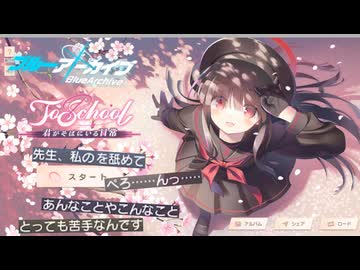 ブルーアーカイブ
BlueArchive
To School
君がそばにいる日常
先生、私のを舐めて
スタート
ぺろ……んっ……
あんなことやこんなこと
とっても苦手なんです
アルバム
シェア
ロード